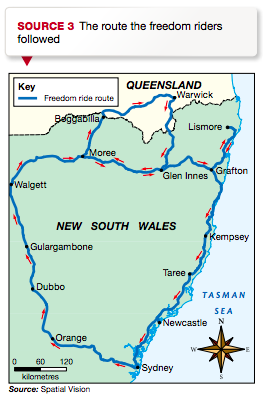 SOURCE 3 The route the freedom riders
followed
Key
Freedom ride route
QUEENSLAND
Warwick
Boggabilla
Lismore
Moree
Glen Innes
Grafton
Walgett
NEW SOUTH WALES
Kempsey
Gulargambone
Taree
Dubbo
TASMAN
SEA
Newcastle
N
W E
S
Orange
0 60 120
kilometres
Sydney
Source: Spatial Vision